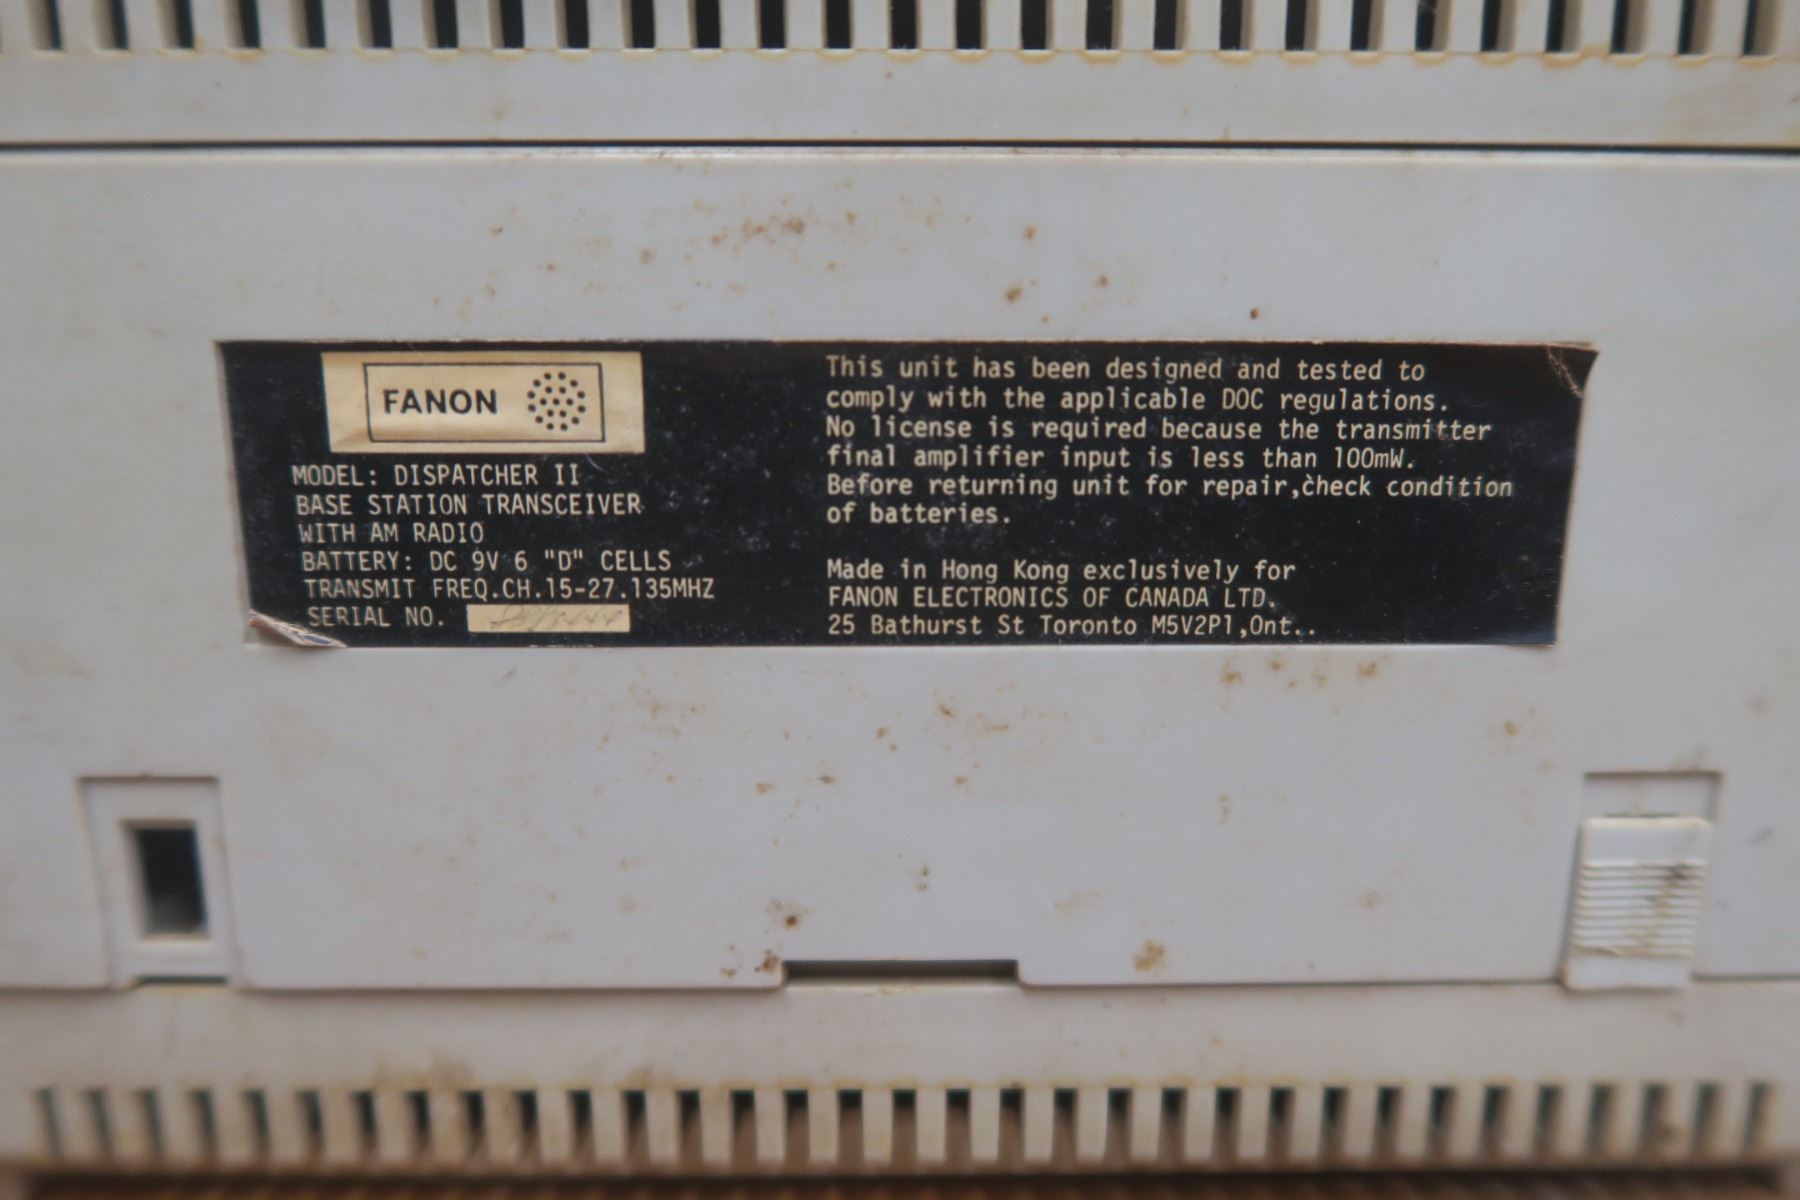 FANON
MODEL: DISPATCHER II
BASE STATION TRANSCEIVER
WITH AM RADIO
BATTERY: DC 9V 6 "D" CELLS
TRANSMIT FREQ.CH.15-27.135MHZ
SERIAL NO.
This unit has been designed and tested to
comply with the applicable DOC regulations.
No license is required because the transmitter
final amplifier input is less than 100mW.
Before returning unit for repair,check condition
of batteries.
Made in Hong Kong exclusively for
FANON ELECTRONICS OF CANADA LTD.
25 Bathurst St Toronto M5V2P1,Ont..